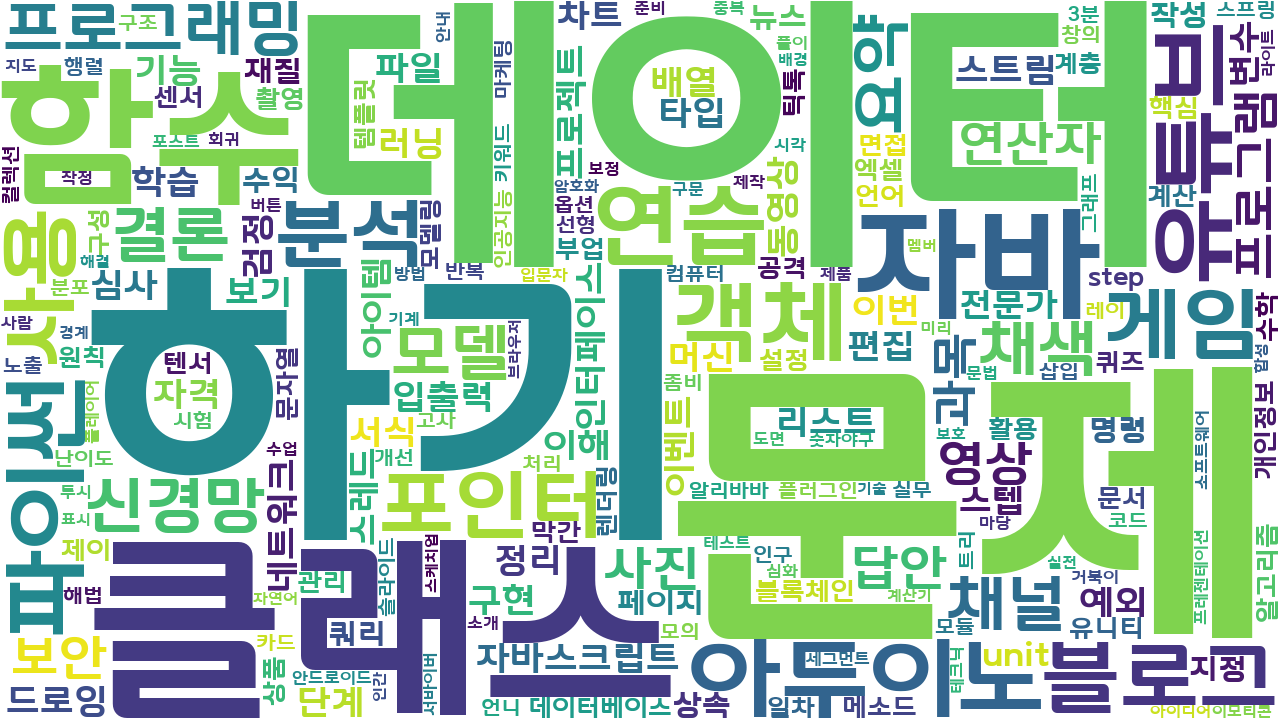 프로그래밍
구조
안내
차트
준비
중복
뉴스
3분
작성
스프링
지도
행렬
기능
재질
파일
마케팅
프로젝트
풀이
배경
요약
창의
스트림
계층
유튜브
변수
라이트
함수
센서
촬영
템플릿
데이터
배열
타입
틱톡
핵심
프로그램
포스트
회귀
러닝
키워드
시각
면접
연산자
컬렉션
작정
학습
수익
인공지능
암호화
보정
구문
제작
엑셀
언어
그래프
계산
사용
구성
결론
버튼
검정
분석
모델링
옵션
선형
부업
연습
동영상
자바
멤버
해결
분포
심사
보기
아이템
방법
반복
입문자
인터페이스
컴퓨터
공격
제품
step
사람
경계
기계
객체
이번
전문가
레이
게임
수학
노출
원칙
텐서
하기
모델
브라우저
머신
설정
편집
미리
채색
퀴즈
합성
파이썬
플레이어
자격
시험
문자열
입출력
고사
좀비
문제
리스트
과목
문법
삽입
난이도
수업
서식
개선
이해
이벤트
도면
숫자야구
보호
활용
명령
소프트웨어
개인정보
투시
표시
신경망
네트워크
스레드
포인터
처리
렌더링
알리바바
플러그인
기술
실무
영상
스텝
마당
문서
코드
제이
클래스
막간
테스트
트리
실전
프레젠테이션
알고리즘
해법
자연어
관리
슬라이드
스케치업
정리
사진
인구
심화
답안
거북이
쿼리
구현
소개
페이지
블록체인
계산기
채널
예외
보안
카드
모의
모듈
유니티
상품
안드로이드
인간
서바이버
자바스크립트
아두이노
세그먼트
테크닉
unit
블로그
지정
드로잉
단계
언니
데이터베이스
상속
일차
메소드
아이디어
이모티콘